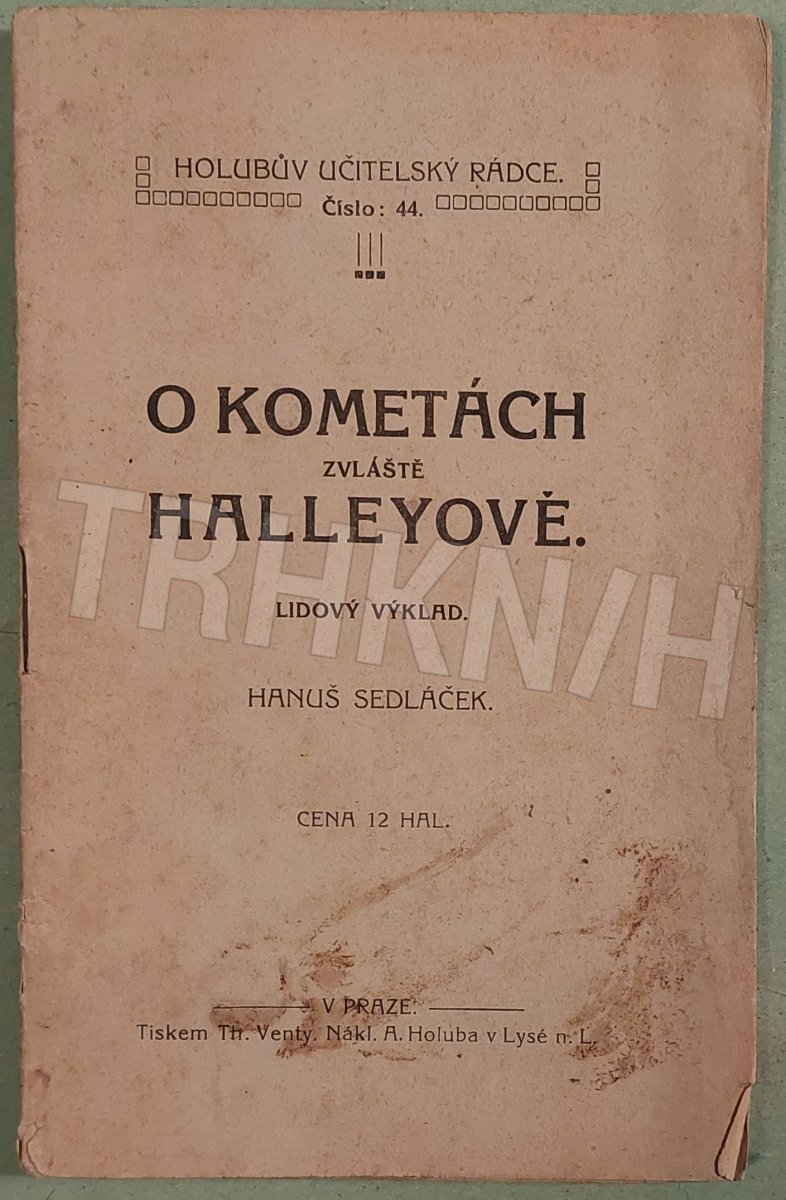 HOLUBŮV UČITELSKÝ RÁDCE.
Číslo: 44.
O KOMETÁCH
ZVLÁŠTĚ
HALLEYOVĚ.
TRHKNIH
LIDOVÝ VÝKLAD.
HANUŠ SEDLÁČEK.
CENA 12 HAL.
V PRAZE.
Tiskem Th. Venty. Nákl. A. Holuba v Lysé n. L.